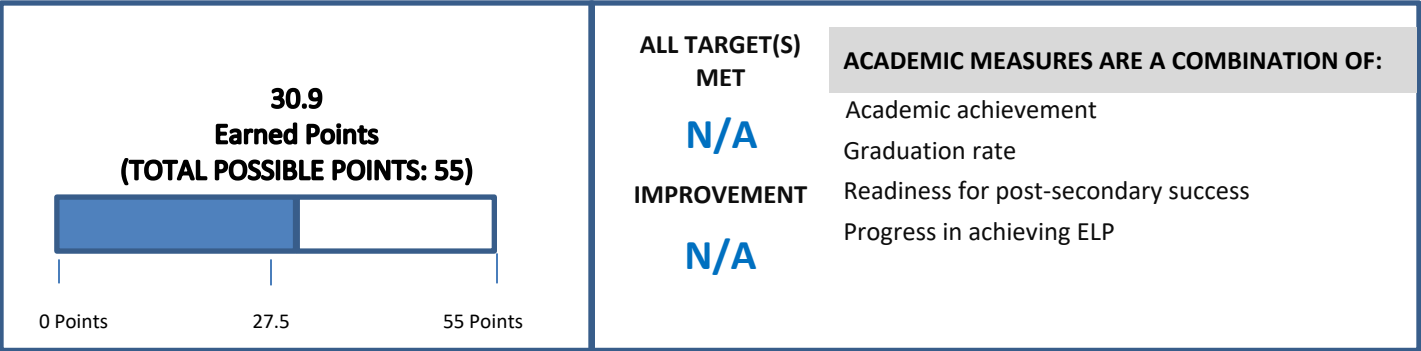 30.9
Earned Points
(TOTAL POSSIBLE POINTS: 55)
0 Points
27.5
55 Points
ALL TARGET(S)
MET
N/A
IMPROVEMENT
N/A
ACADEMIC MEASURES ARE A COMBINATION OF:
Academic achievement
Graduation rate
Readiness for post-secondary success
Progress in achieving ELP